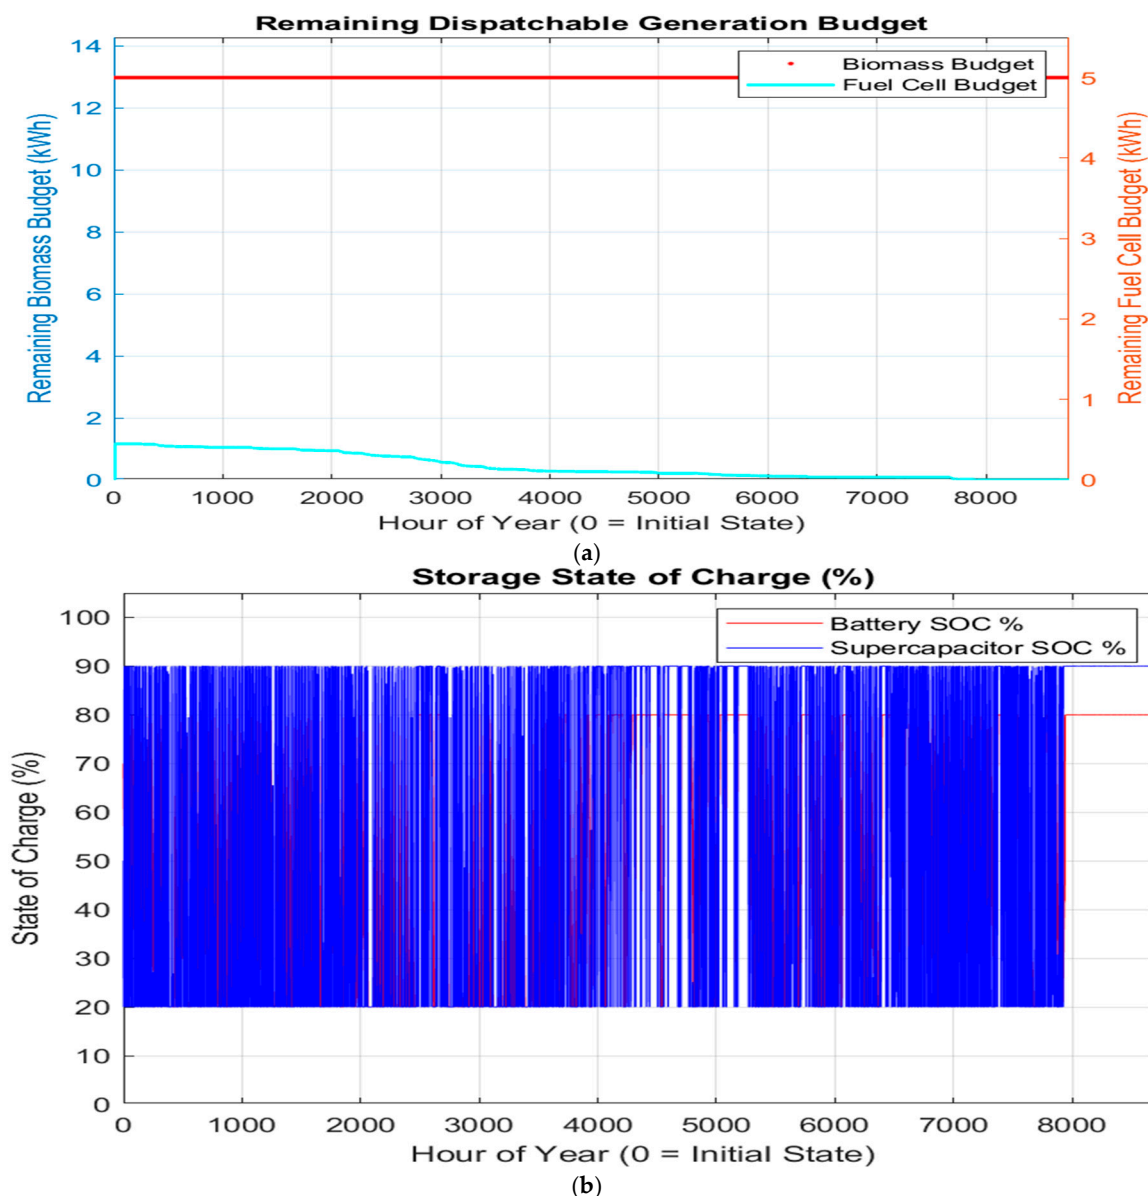 Remaining Dispatchable Generation Budget
Remaining Biomass Budget (kWh)
14
12
10
8
6
4
2
0
Biomass Budget
Fuel Cell Budget
5
4
3
2
1
0
Remaining Fuel Cell Budget (kWh)
0 1000 2000 3000 4000 5000 6000 7000 8000
Hour of Year (0 = Initial State)
(a)
Storage State of Charge (%)
State of Charge (%)
100
90
80
70
60
50
40
30
20
10
0
Battery SOC %
Supercapacitor SOC %
0 1000 2000 3000 4000 5000 6000 7000 8000
Hour of Year (0 = Initial State)
(b)